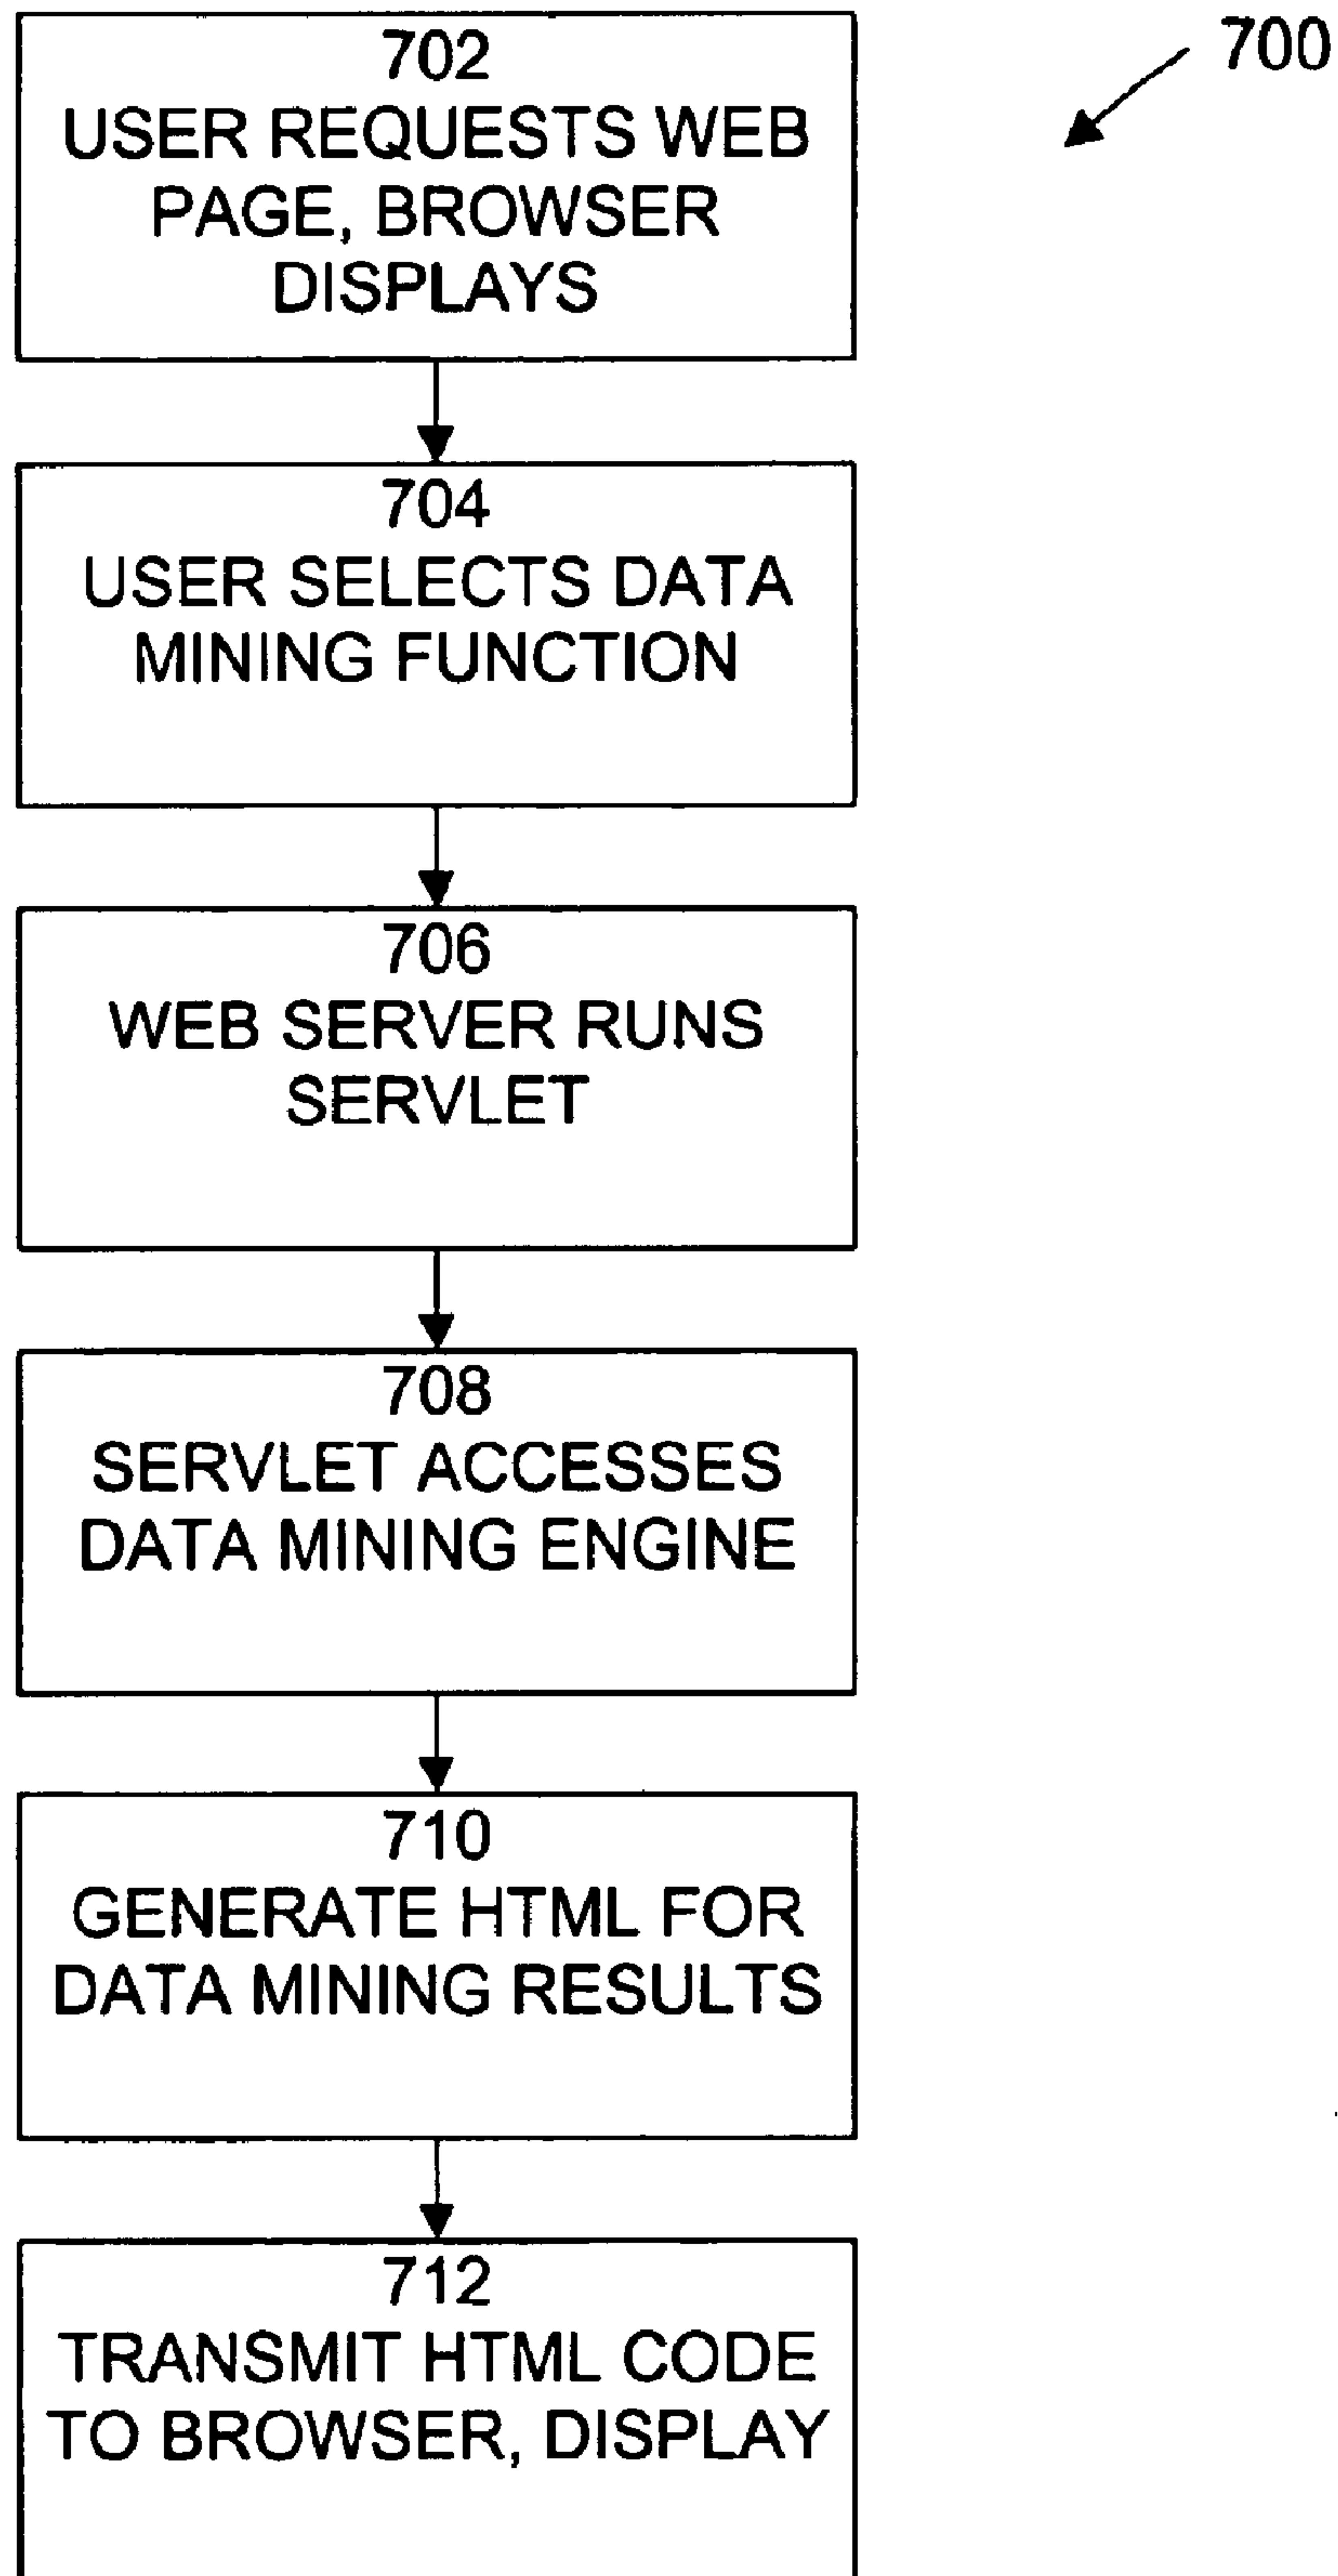 700
702
USER REQUESTS WEB
PAGE, BROWSER
DISPLAYS
704
USER SELECTS DATA
MINING FUNCTION
706
WEB SERVER RUNS
SERVLET
708
SERVLET ACCESSES
DATA MINING ENGINE
710
GENERATE HTML FOR
DATA MINING RESULTS
712
TRANSMIT HTML CODE
TO BROWSER, DISPLAY